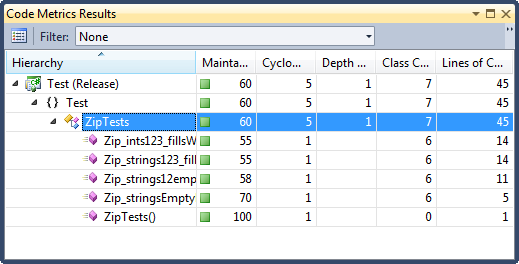 Code Metrics Results
Filter: None
Hierarchy Mainta... Cyclo... Depth ... Class C... Lines of C...
Test (Release) 60 5 1 7 45
{ } Test 60 5 1 7 45
ZipTests 60 5 1 7 45
Zip_ints123_fillsW 55 1 6 14
Zip_strings123_fill 55 1 6 14
Zip_strings12emp 58 1 6 11
Zip_stringsEmpty 70 1 6 5
ZipTests() 100 1 0 1